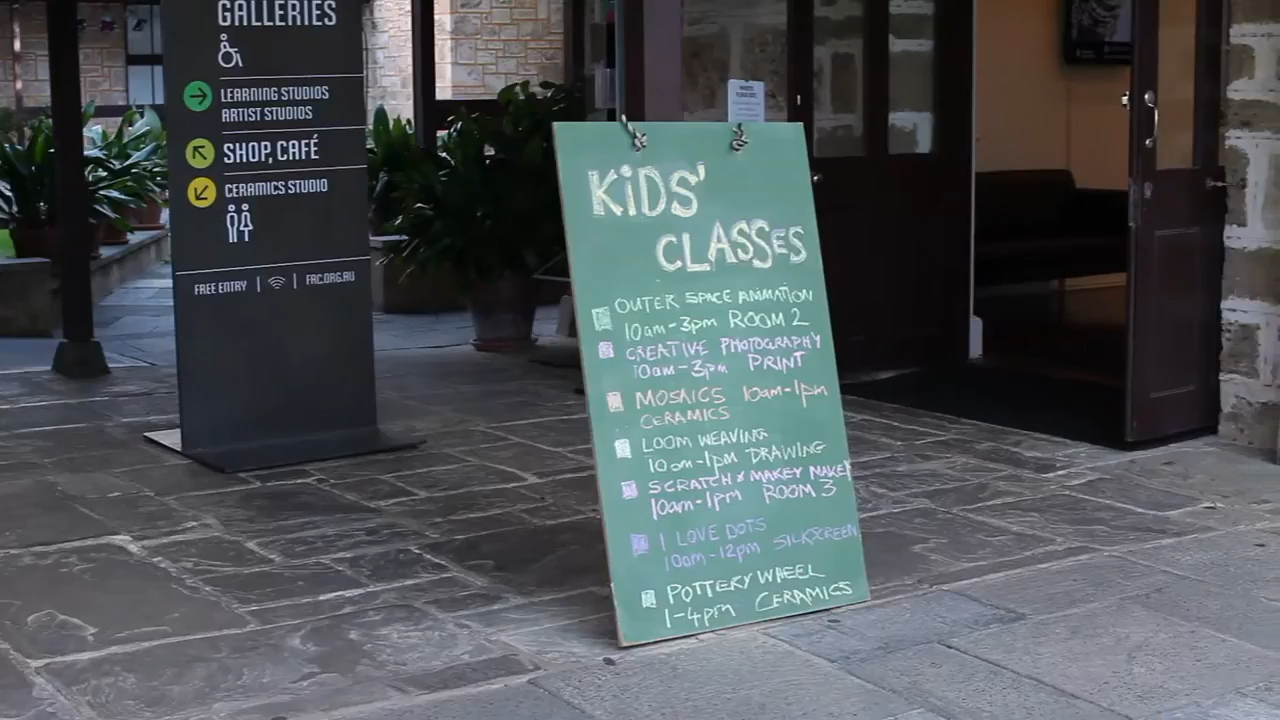 GALLERIES
LEARNING STUDIOS
ARTIST STUDIOS
SHOP, CAFÉ
CERAMICS STUDIO
FREE ENTRY | | FAC.ORG.AU
KiDS'
CLASSES
OUTER SPACE ANiMATiON
10am-3pm ROOM 2
CREATIVE PHOTOGRAPHY
10am-3pm PRiNT
MOSAICS 10am-1pm
CERAMICS
LOOM WEAVING
10am-1pm DRAWING
SCRATCH & MAKEY MAKEY
10am-1pm ROOM 3
I LOVE DOTS
10am-12pm SILKSCREEN
POTTERY WHEEL
1-4pm CERAMICS